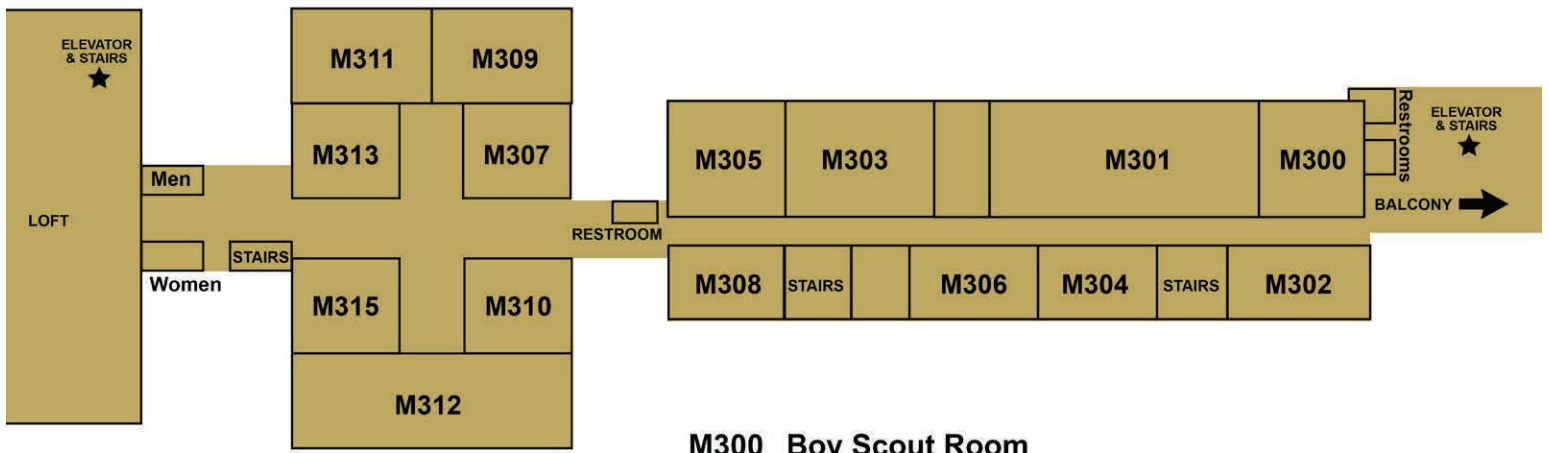 ELEVATOR
& STAIRS
M311
M309
M313
M307
Men
LOFT
Women
STAIRS
M315
M310
M312
RESTROOM
M305
M303
M301
M300
Restrooms
ELEVATOR
& STAIRS
BALCONY
M308
STAIRS
M306
M304
STAIRS
M302
M300 Boy Scout Room